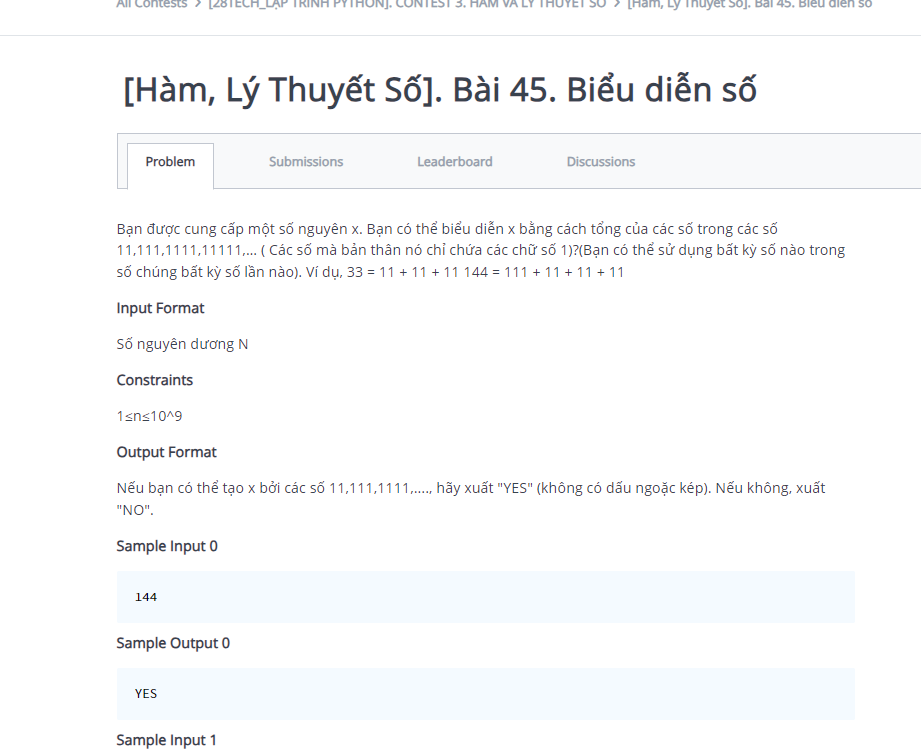 All Contests > [28TECH_LẬP TRÌNH PYTHON]. CONTEST 3. HÀM VÀ LÝ THUYẾT SỐ > [Hàm, Lý Thuyết Số]. Bài 45. Biểu diễn số
[Hàm, Lý Thuyết Số]. Bài 45. Biểu diễn số
Problem Submissions Leaderboard Discussions
Bạn được cung cấp một số nguyên x. Bạn có thể biểu diễn x bằng cách tổng của các số trong các số
11,111,1111,11111,... ( Các số mà bản thân nó chỉ chứa các chữ số 1)?(Bạn có thể sử dụng bất kỳ số nào trong
số chúng bất kỳ số lần nào). Ví dụ, 33 = 11 + 11 + 11 144 = 111 + 11 + 11 + 11
Input Format
Số nguyên dương N
Constraints
1≤n≤10^9
Output Format
Nếu bạn có thể tạo x bởi các số 11,111,1111,...., hãy xuất "YES" (không có dấu ngoặc kép). Nếu không, xuất
"NO".
Sample Input 0
144
Sample Output 0
YES
Sample Input 1